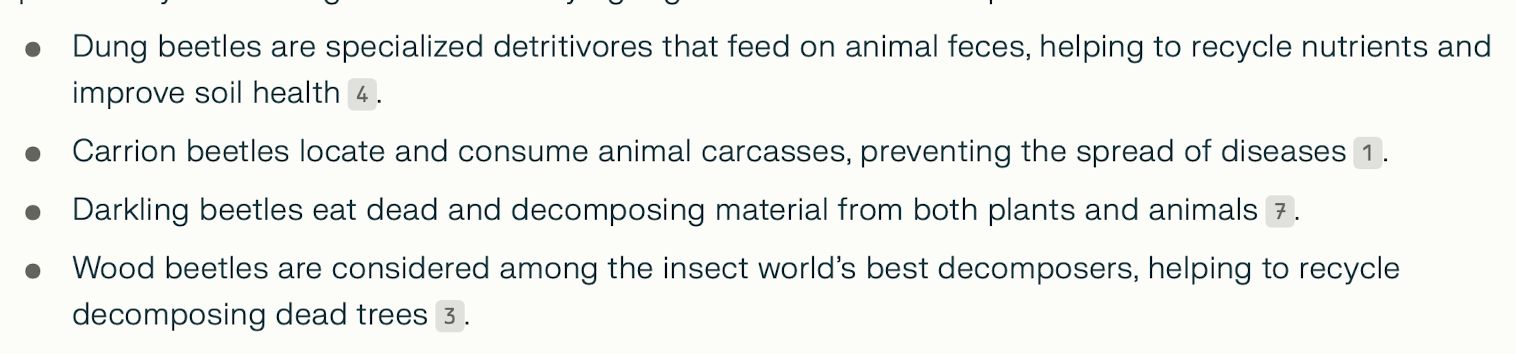 ● Dung beetles are specialized detritivores that feed on animal feces, helping to recycle nutrients and
improve soil health 4.
● Carrion beetles locate and consume animal carcasses, preventing the spread of diseases 1.
● Darkling beetles eat dead and decomposing material from both plants and animals 7.
● Wood beetles are considered among the insect world’s best decomposers, helping to recycle
decomposing dead trees 3.